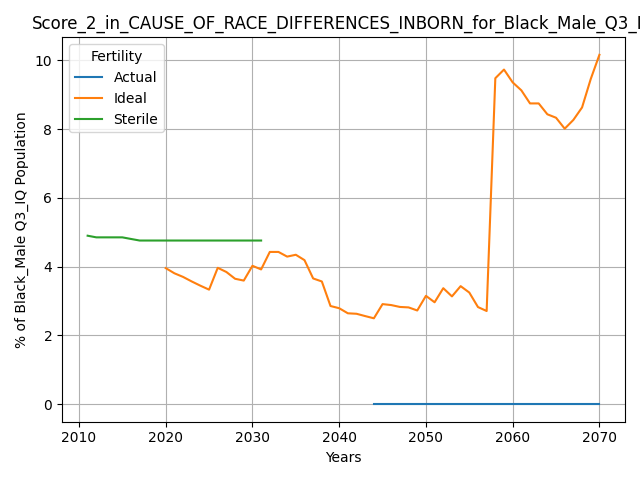 Score_2_in_CAUSE_OF_RACE_DIFFERENCES_INBORN_for_Black_Male_Q3_I
Fertility
Actual
Ideal
Sterile
% of Black_Male Q3_IQ Population
10
8
6
4
2
0
2010 2020 2030 2040 2050 2060 2070
Years